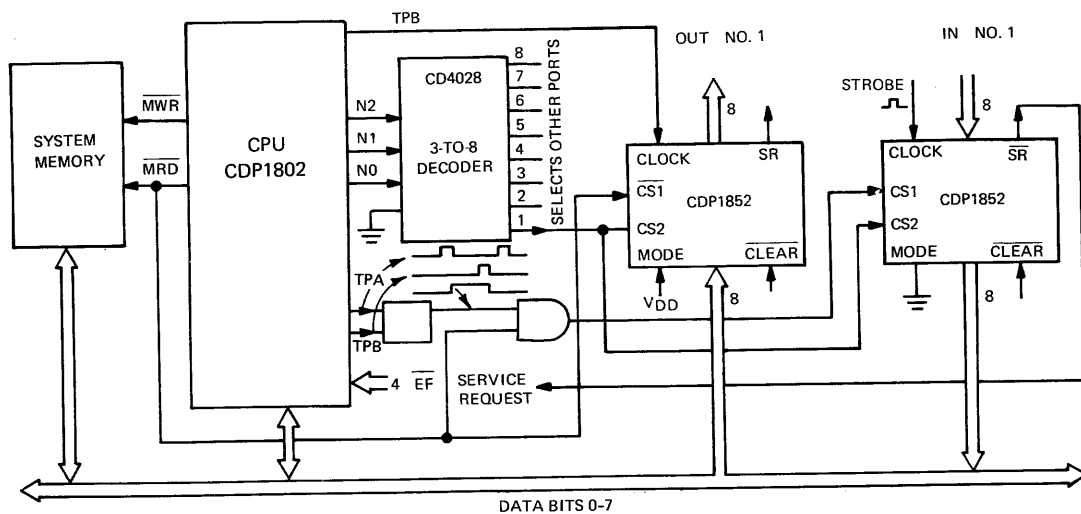 TPB
OUT NO. 1
IN NO. 1
SYSTEM
MEMORY
MWR
MRD
CPU
CDP1802
N2
N1
N0
CD4028
3-TO-8
DECODER
8
7
6
5
4
3
2
1
SELECTS OTHER PORTS
8
SR
CLOCK
CS1
CS2
MODE
CDP1852
CLEAR
VDD
8
STROBE
8
SR
CLOCK
CS1
CS2
MODE
CDP1852
CLEAR
8
TPA
TPB
4 EF
SERVICE
REQUEST
DATA BITS 0-7